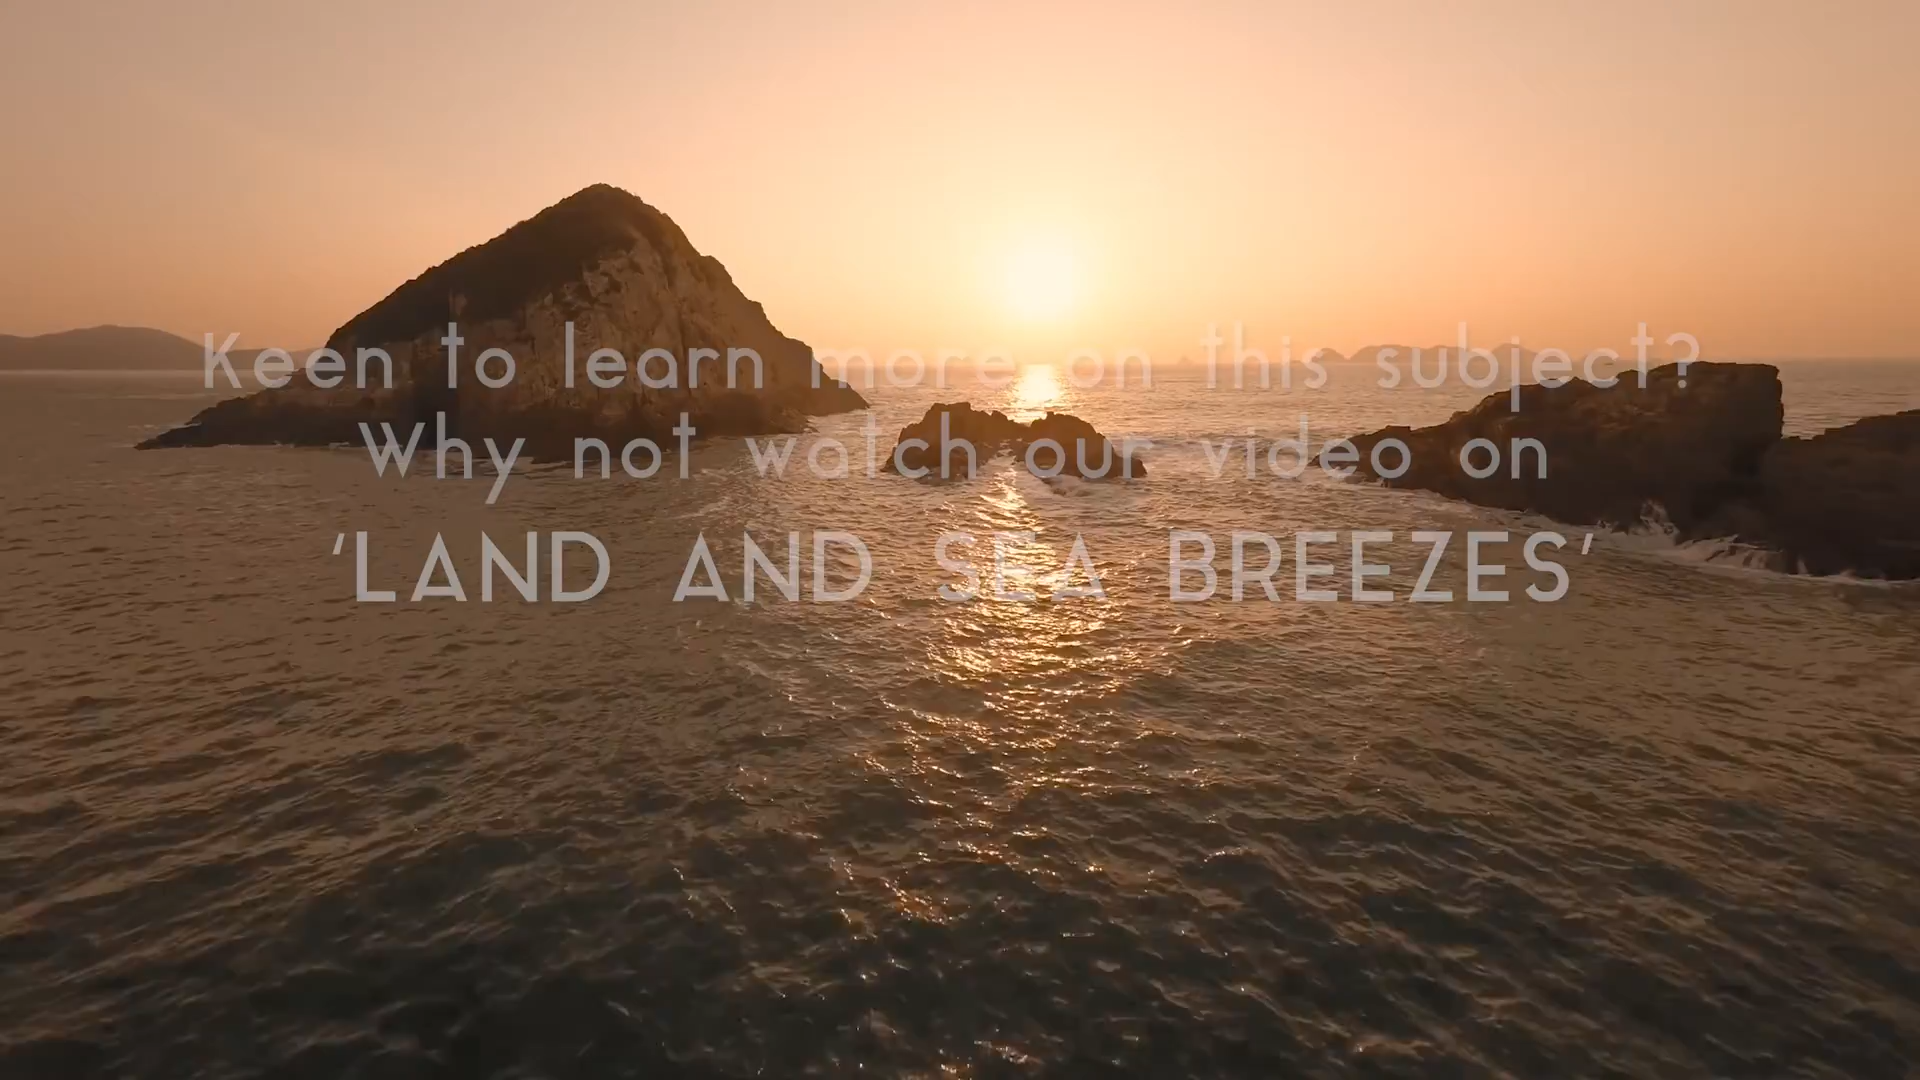 Keen to learn more on this subject?
Why not watch our video on
‘LAND AND SEA BREEZES’